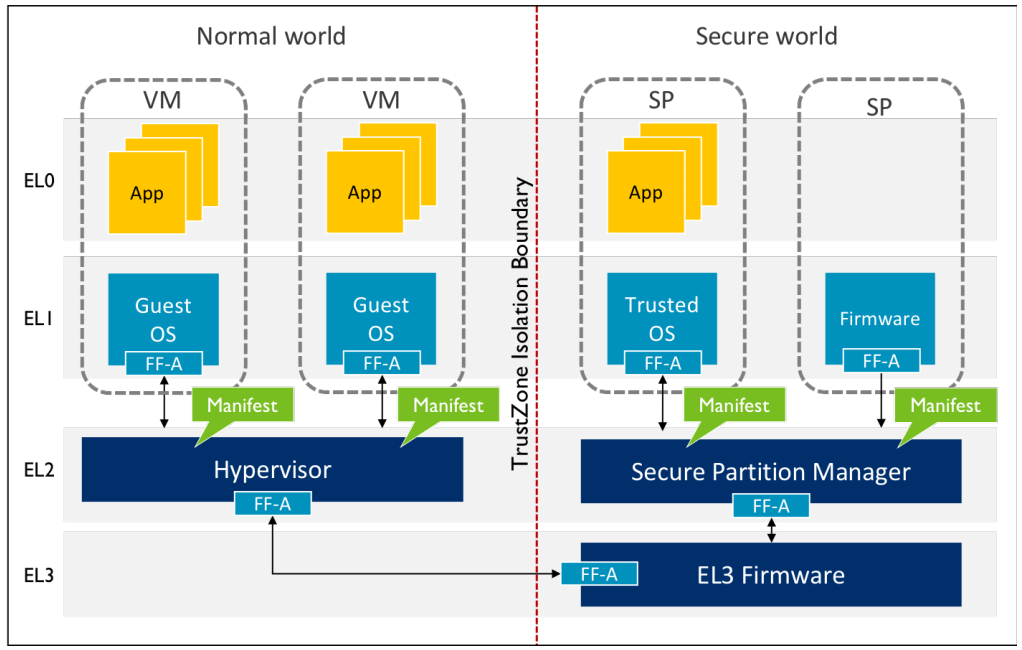 Normal world
Secure world
VM
VM
SP
SP
EL0
App
App
App
TrustZone Isolation Boundary
EL1
Guest
OS
FF-A
Guest
OS
FF-A
Trusted
OS
FF-A
Firmware
FF-A
Manifest
Manifest
Manifest
Manifest
EL2
Hypervisor
FF-A
Secure Partition Manager
FF-A
EL3
FF-A
EL3 Firmware